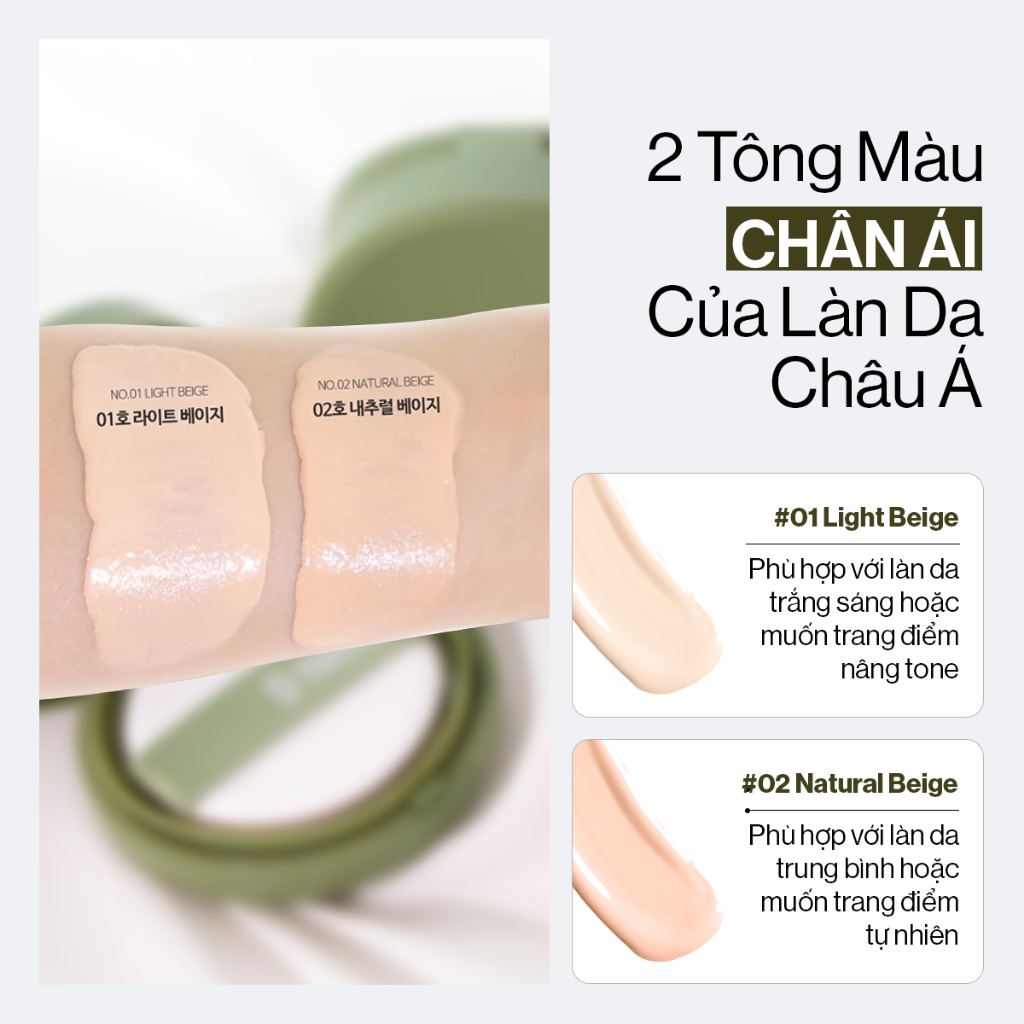 2 Tông Màu
CHÂN ÁI
Của Làn Da
Châu Á
NO.01 LIGHT BEIGE
01호 라이트 베이지
NO.02 NATURAL BEIGE
02호 내추럴 베이지
#01 Light Beige
Phù hợp với làn da
trắng sáng hoặc
muốn trang điểm
nâng tone
#02 Natural Beige
Phù hợp với làn da
trung bình hoặc
muốn trang điểm
tự nhiên